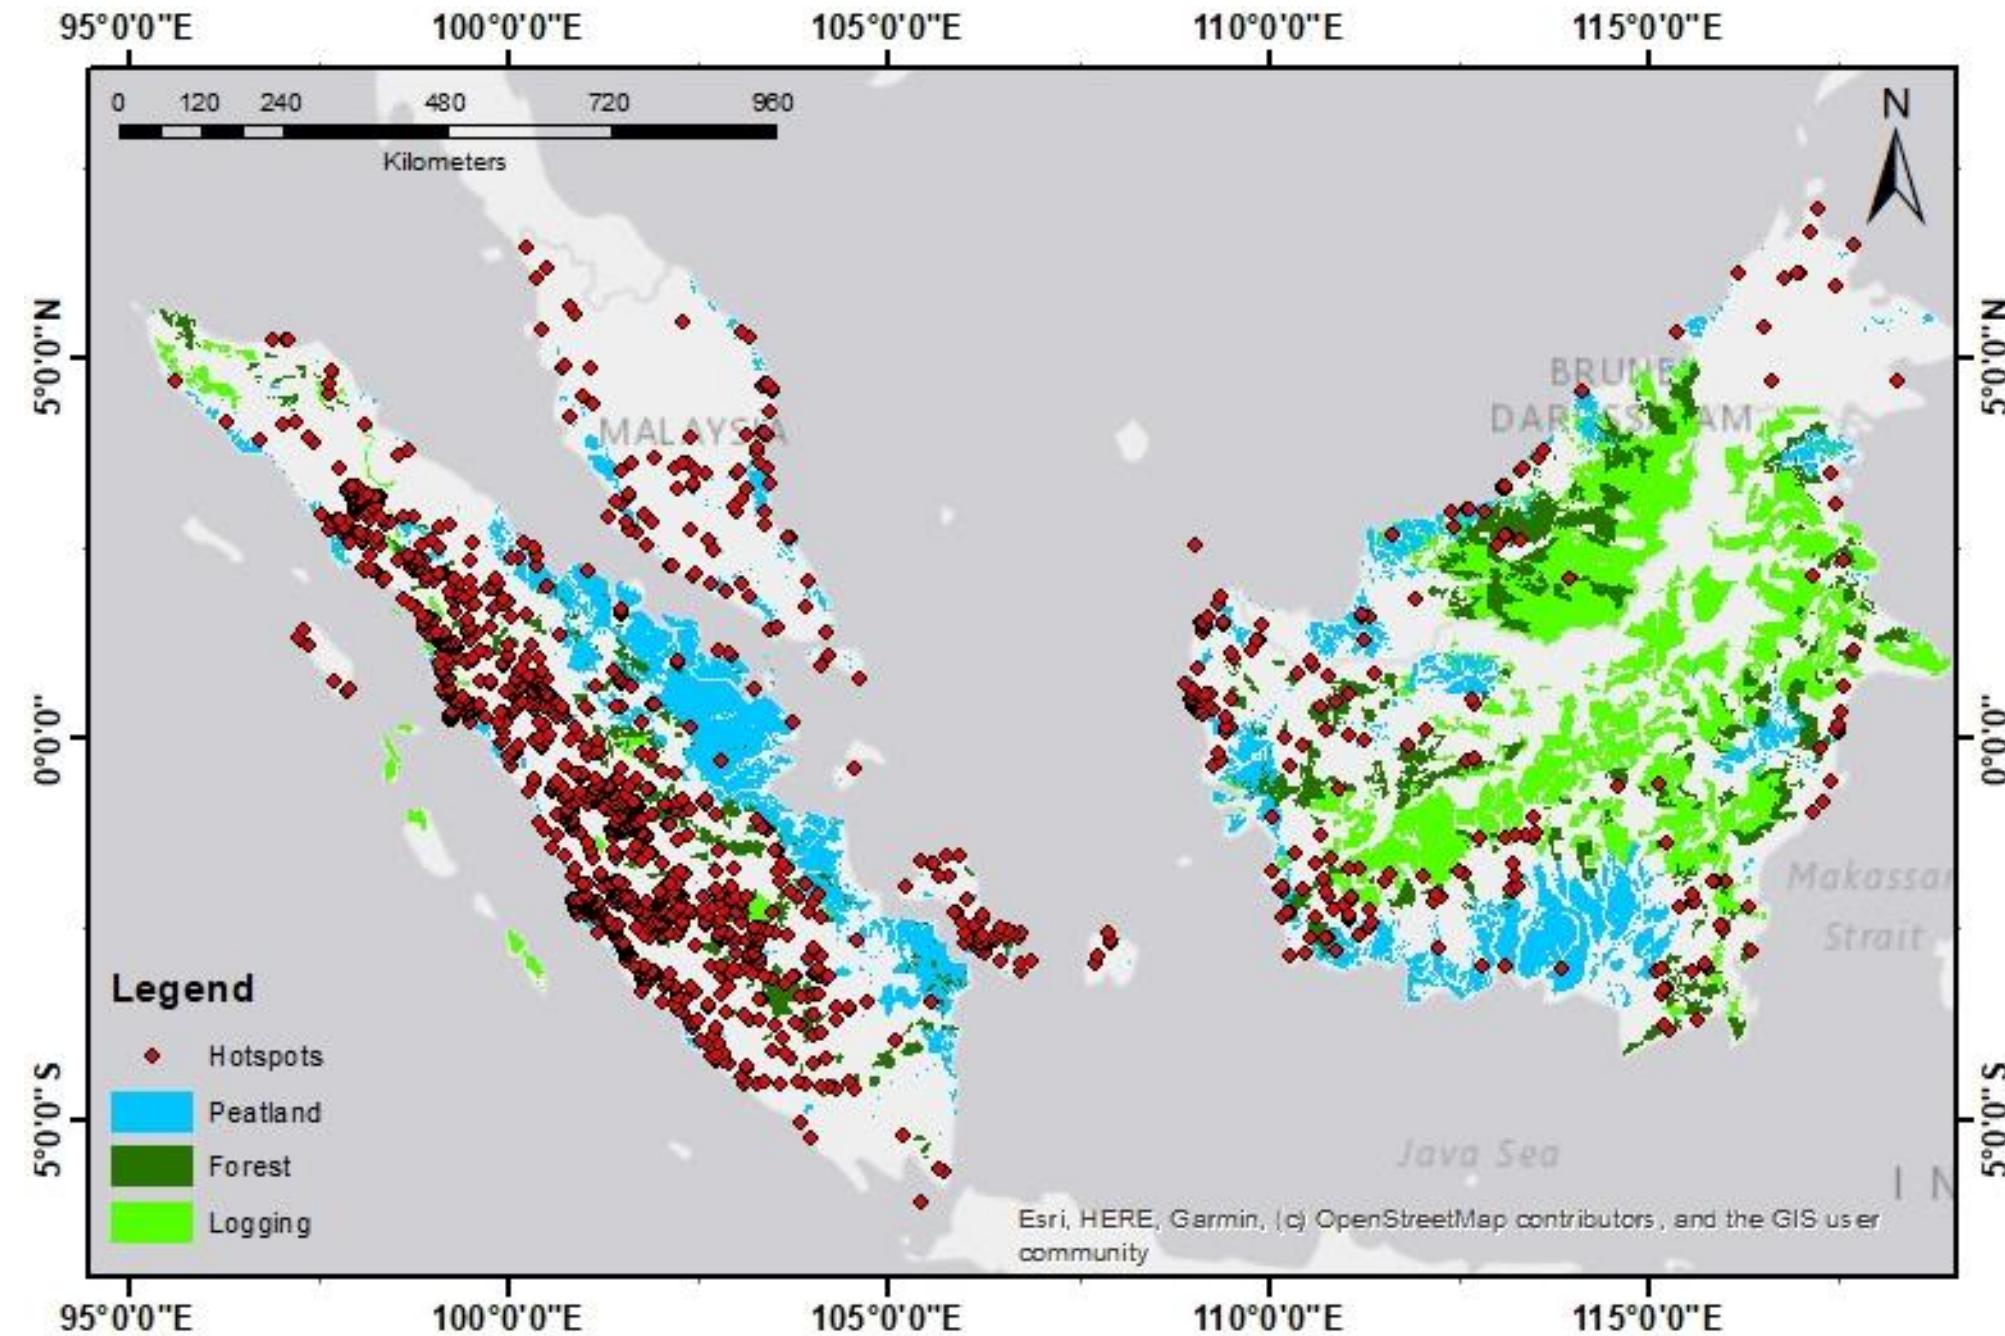 95°0'0"E 100°0'0"E 105°0'0"E 110°0'0"E 115°0'0"E
0 120 240 480 720 960
Kilometers
N
5°0'0"N
5°0'0"N
BRUNE
DARUSSALAM
MALAYSIA
0°0'0"
0°0'0"
Makassar
Strait
Legend
Hotspots
Peatland
Forest
Logging
5°0'0"S
5°0'0"S
Java Sea
I N
Esri, HERE, Garmin, (c) OpenStreetMap contributors, and the GIS user
community
95°0'0"E 100°0'0"E 105°0'0"E 110°0'0"E 115°0'0"E